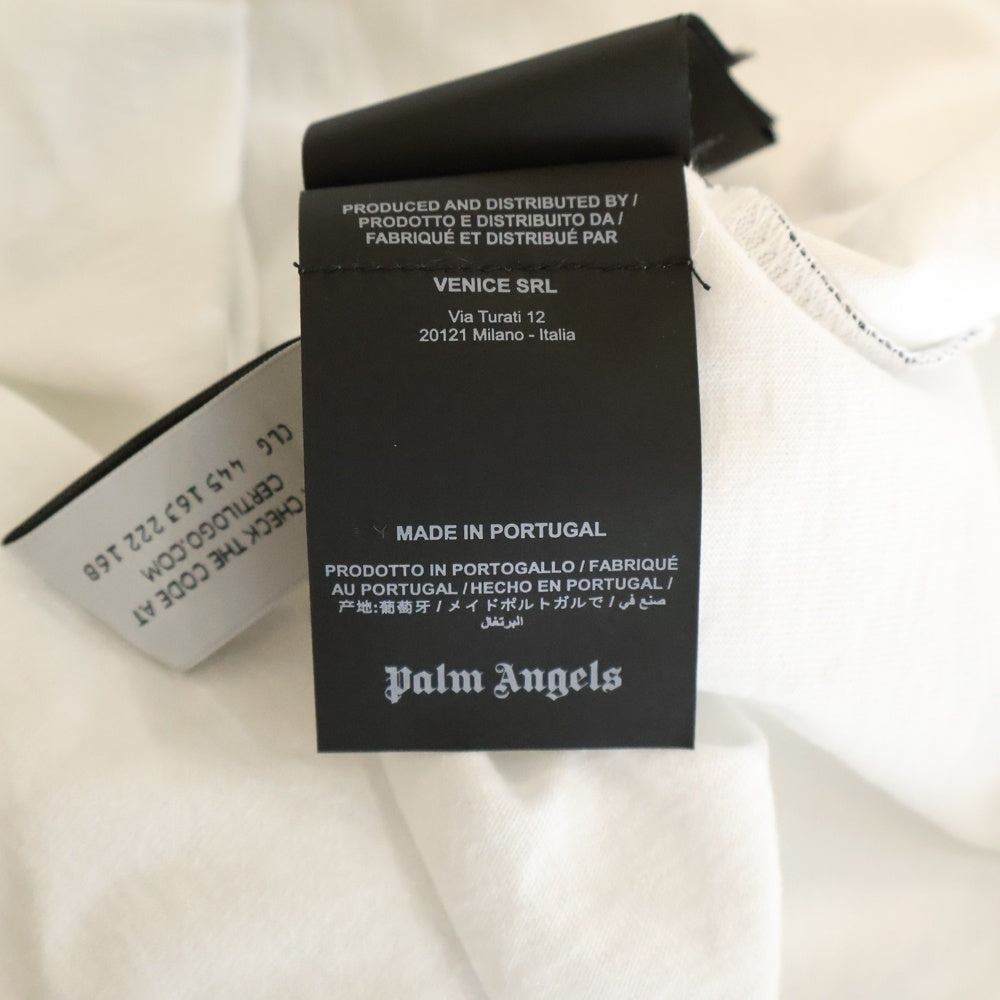 PRODUCED AND DISTRIBUTED BY /
PRODOTTO E DISTRIBUITO DA /
FABRIQUÉ ET DISTRIBUÉ PAR
VENICE SRL
Via Turati 12
20121 Milano - Italia
MADE IN PORTUGAL
PRODOTTO IN PORTOGALLO / FABRIQUÉ
AU PORTUGAL / HECHO EN PORTUGAL /
产地:葡萄牙 / メイドポルトガルで / صنع في
البرتغال
Palm Angels
CLG 445 163 222 168
CHECK THE CODE AT
CERTILOGO.COM